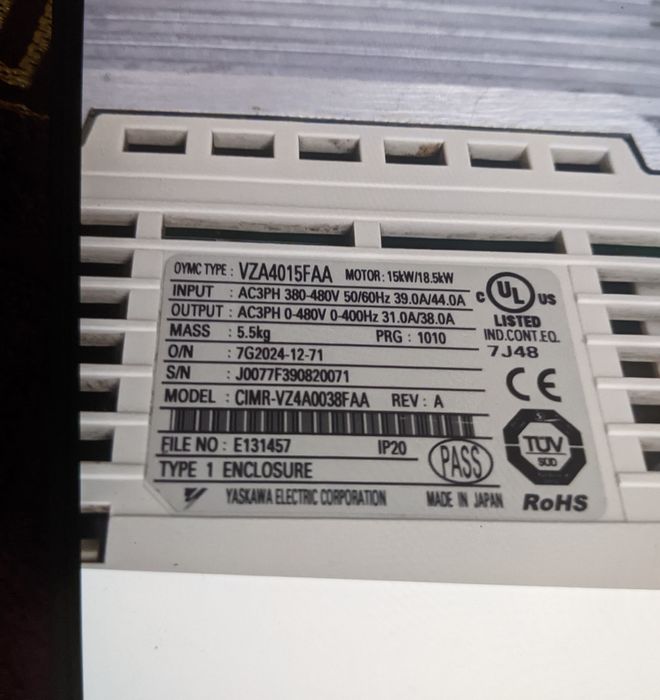 OYMC TYPE : VZA4015FAA MOTOR : 15kW/18.5kW
INPUT : AC3PH 380-480V 50/60Hz 39.0A/44.0A
OUTPUT : AC3PH 0-480V 0-400Hz 31.0A/38.0A
MASS : 5.5kg PRG : 1010
O/N : 7G2024-12-71
S/N : J0077F390820071
MODEL : CIMR-VZ4A0038FAA REV : A
FILE NO : E131457 IP20
TYPE 1 ENCLOSURE
YASKAWA ELECTRIC CORPORATION MADE IN JAPAN
C UL US
LISTED
IND.CONT.EQ.
7J48
CE
PASS
TÜV
SÜD
RoHS